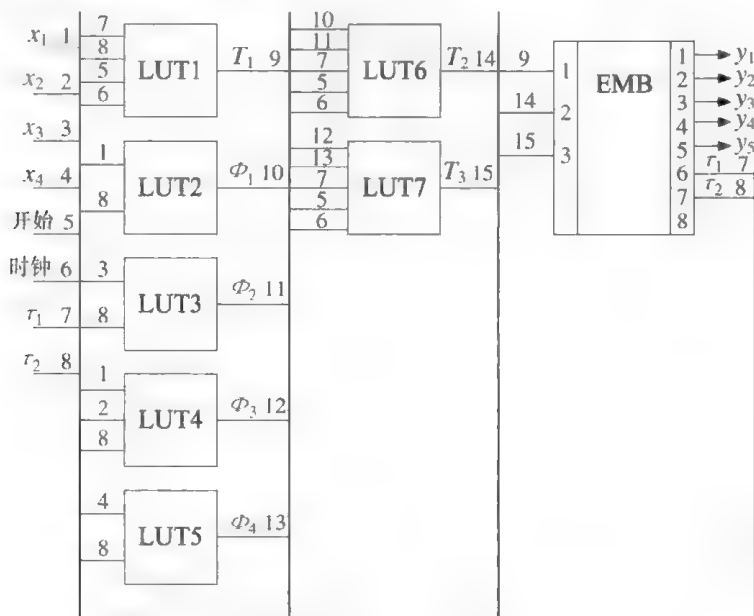 x₁ 1
x₂ 2
x₃ 3
x₄ 4
开始 5
时钟 6
τ₁ 7
τ₂ 8
7
8
5
6
LUT1
T₁ 9
1
8
LUT2
Φ₁ 10
3
8
LUT3
Φ₂ 11
1
2
8
LUT4
Φ₃ 12
4
8
LUT5
Φ₄ 13
10
11
7
5
6
LUT6
T₂ 14
12
13
7
5
6
LUT7
T₃ 15
9
14
15
1
2
3
EMB
1
2
3
4
5
6
7
8
y₁
y₂
y₃
y₄
y₅
τ₁ 7
τ₂ 8